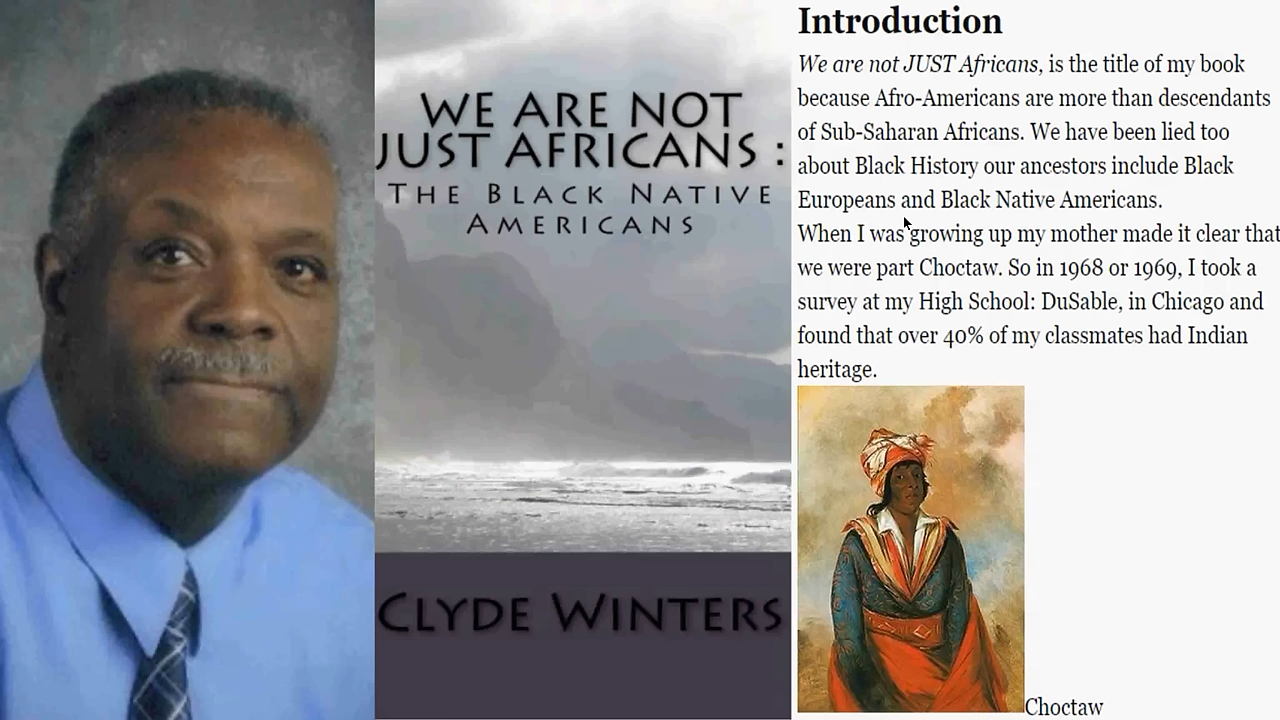 WE ARE NOT
JUST AFRICANS :
THE BLACK NATIVE
AMERICANS
CLYDE WINTERS
Introduction
We are not JUST Africans, is the title of my book
because Afro-Americans are more than descendants
of Sub-Saharan Africans. We have been lied too
about Black History our ancestors include Black
Europeans and Black Native Americans.
When I was growing up my mother made it clear that
we were part Choctaw. So in 1968 or 1969, I took a
survey at my High School: DuSable, in Chicago and
found that over 40% of my classmates had Indian
heritage.
Choctaw